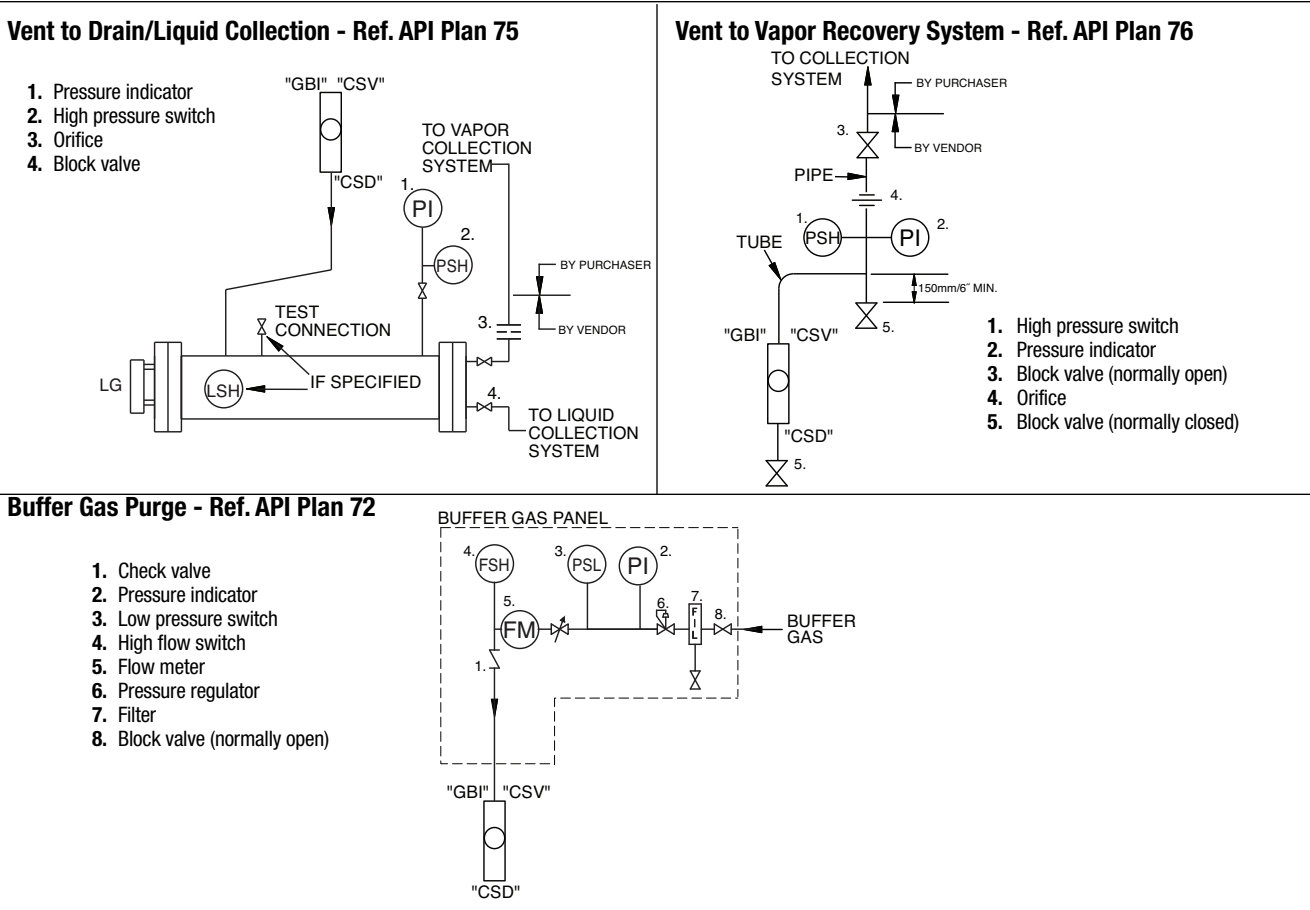 Vent to Drain/Liquid Collection - Ref. API Plan 75
1. Pressure indicator
2. High pressure switch
3. Orifice
4. Block valve
"GBI" "CSV"
"CSD"
TO VAPOR
COLLECTION
SYSTEM
1.
PI
2.
PSH
BY PURCHASER
BY VENDOR
3.
TEST
CONNECTION
IF SPECIFIED
LG
LSH
4.
TO LIQUID
COLLECTION
SYSTEM
Vent to Vapor Recovery System - Ref. API Plan 76
TO COLLECTION
SYSTEM
BY PURCHASER
BY VENDOR
3.
PIPE
4.
1.
PSH
PI
2.
TUBE
150mm/6" MIN.
5.
"GBI" "CSV"
"CSD"
5.
1. High pressure switch
2. Pressure indicator
3. Block valve (normally open)
4. Orifice
5. Block valve (normally closed)
Buffer Gas Purge - Ref. API Plan 72
1. Check valve
2. Pressure indicator
3. Low pressure switch
4. High flow switch
5. Flow meter
6. Pressure regulator
7. Filter
8. Block valve (normally open)
BUFFER GAS PANEL
4.
FSH
3.
PSL
PI
2.
5.
FM
6.
7.
FIL
8.
BUFFER
GAS
1.
"GBI" "CSV"
"CSD"